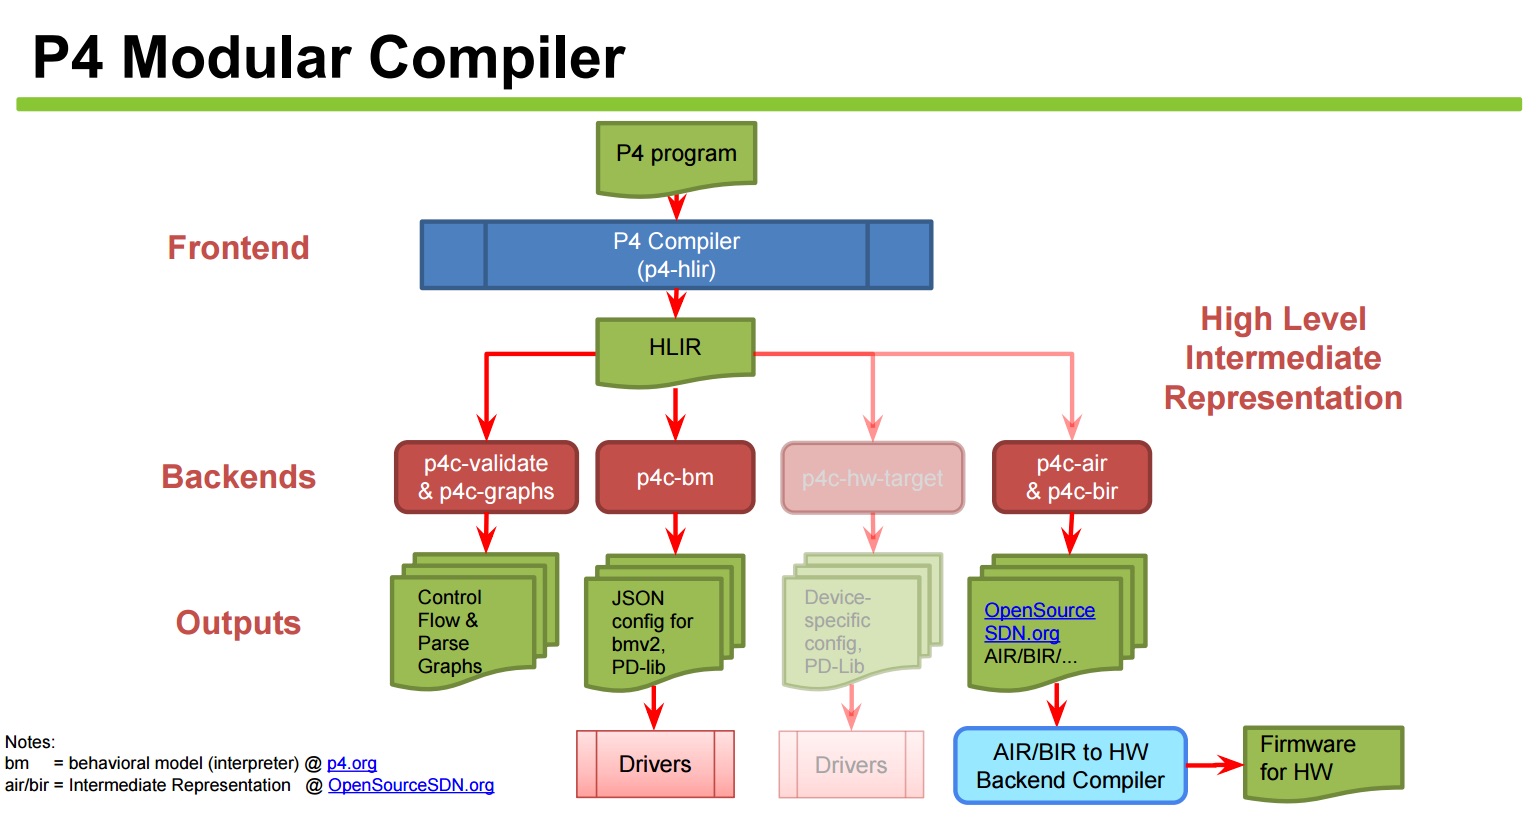 P4 Modular Compiler
P4 program
Frontend
P4 Compiler
(p4-hlir)
HLIR
High Level
Intermediate
Representation
Backends
p4c-validate
& p4c-graphs
p4c-bm
p4c-hw-target
p4c-air
& p4c-bir
Outputs
Control
Flow &
Parse
Graphs
JSON
config for
bmv2,
PD-lib
Device-
specific
config,
PD-Lib
OpenSource
SDN.org
AIR/BIR/...
Drivers
Drivers
AIR/BIR to HW
Backend Compiler
Firmware
for HW
Notes:
bm = behavioral model (interpreter) @ p4.org
air/bir = Intermediate Representation @ OpenSourceSDN.org